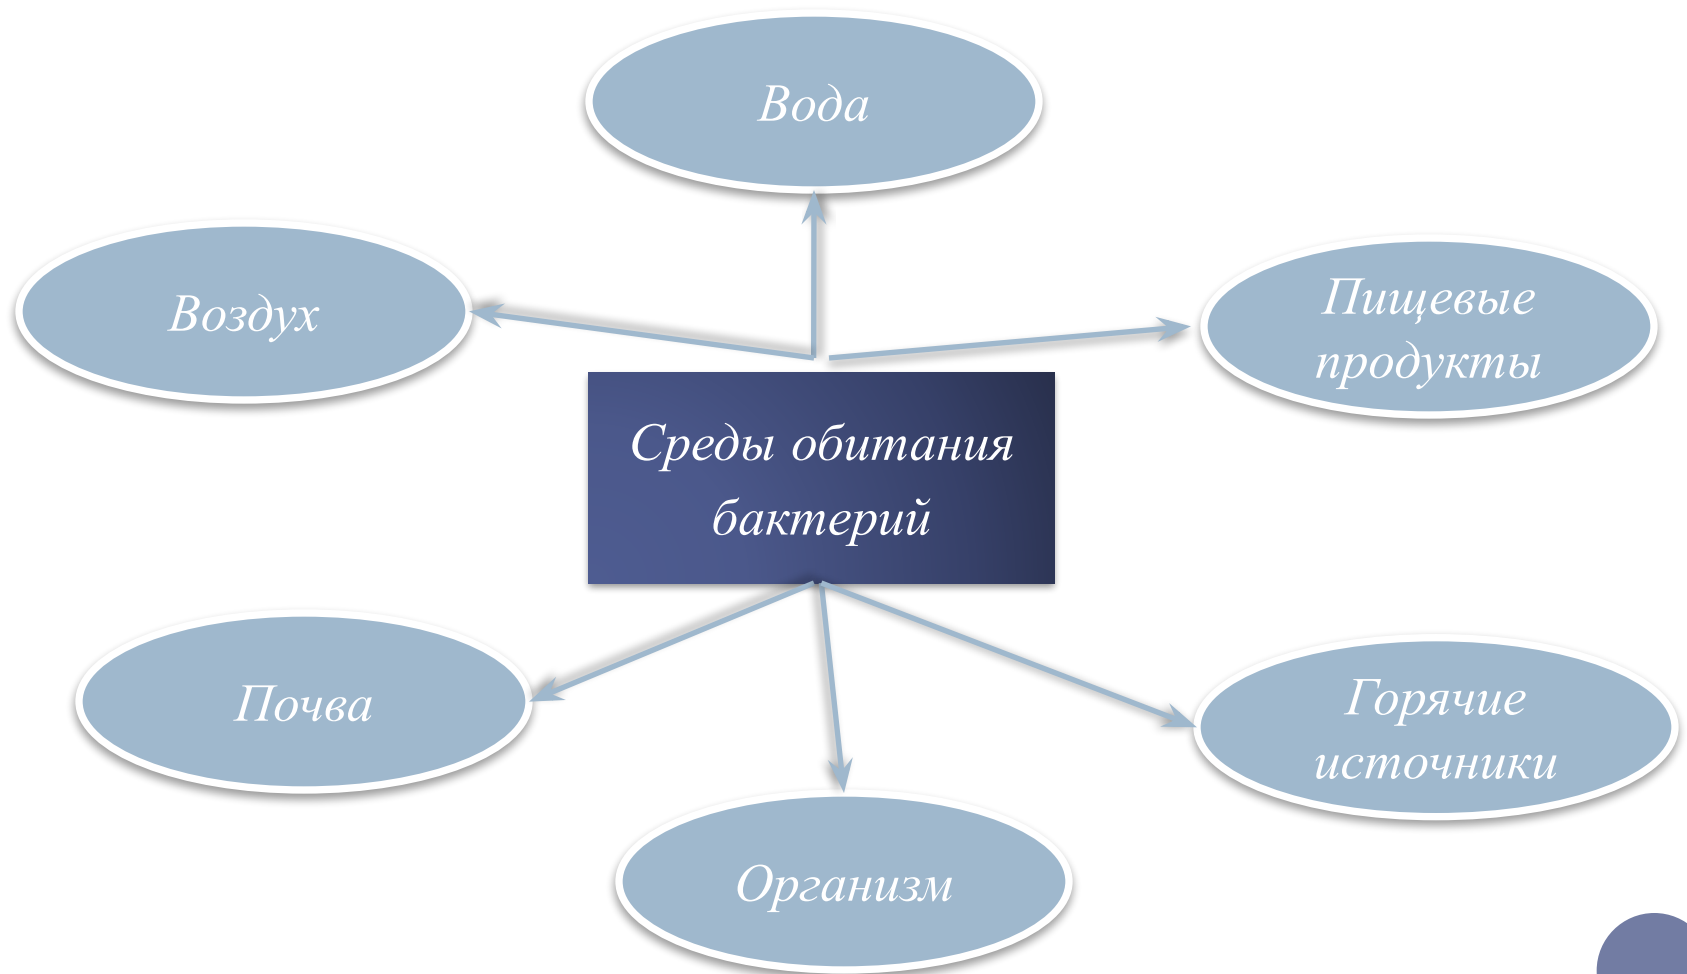 Вода
Воздух
Пищевые
продукты
Среды обитания
бактерий
Почва
Горячие
источники
Организм